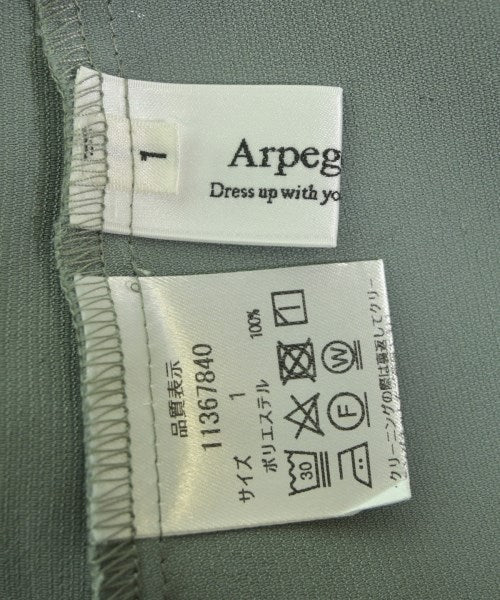 1
Arpeg
Dress up with yo
品質表示
11367840
サイズ 1
ポリエステル 100%
30
F W
クリーニングの際は裏返してクリー